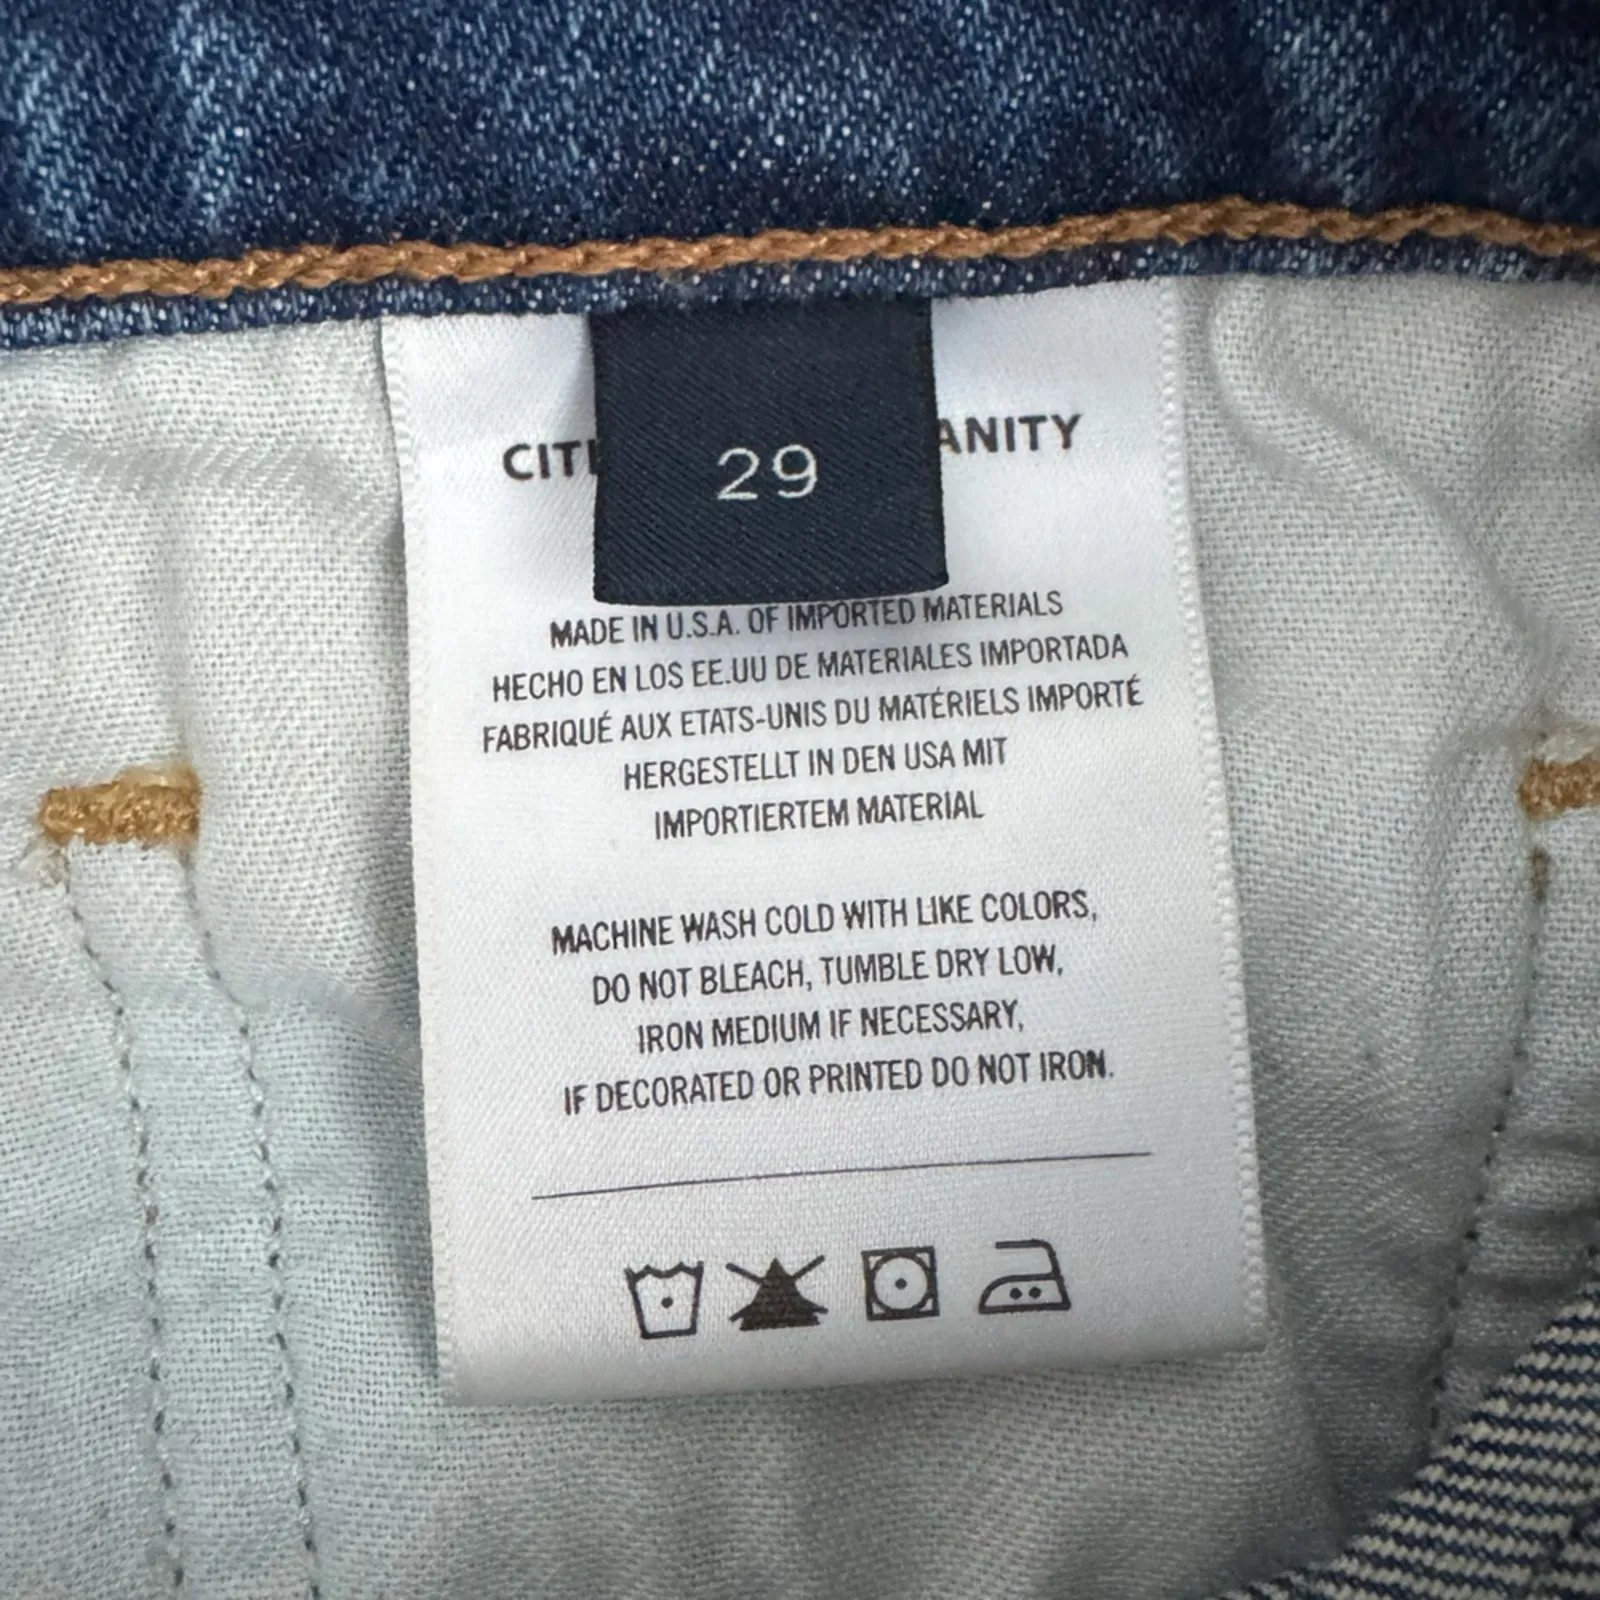 CITI ANITY
29
MADE IN U.S.A. OF IMPORTED MATERIALS
HECHO EN LOS EE.UU DE MATERIALES IMPORTADA
FABRIQUÉ AUX ETATS-UNIS DU MATÉRIELS IMPORTÉ
HERGESTELLT IN DEN USA MIT
IMPORTIERTEM MATERIAL
MACHINE WASH COLD WITH LIKE COLORS,
DO NOT BLEACH, TUMBLE DRY LOW,
IRON MEDIUM IF NECESSARY,
IF DECORATED OR PRINTED DO NOT IRON.